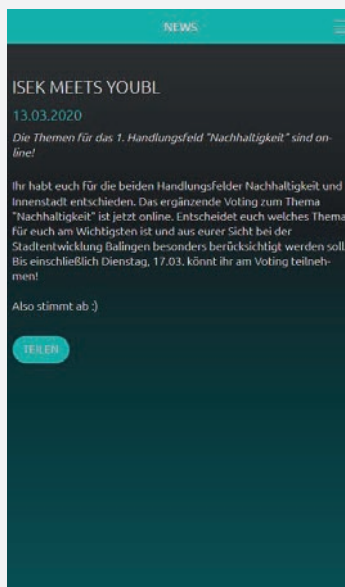 NEWS
ISEK MEETS YOUBL
13.03.2020
Die Themen für das 1. Handlungsfeld "Nachhaltigkeit" sind on-
line!
Ihr habt euch für die beiden Handlungsfelder Nachhaltigkeit und
Innenstadt entschieden. Das ergänzende Voting zum Thema
"Nachhaltigkeit" ist jetzt online. Entscheidet euch welches Thema
für euch am Wichtigsten ist und aus eurer Sicht bei der
Stadtentwicklung Balingen besonders berücksichtigt werden soll.
Bis einschließlich Dienstag, 17.03. könnt ihr am Voting teilneh-
men!
Also stimmt ab :)
TEILEN